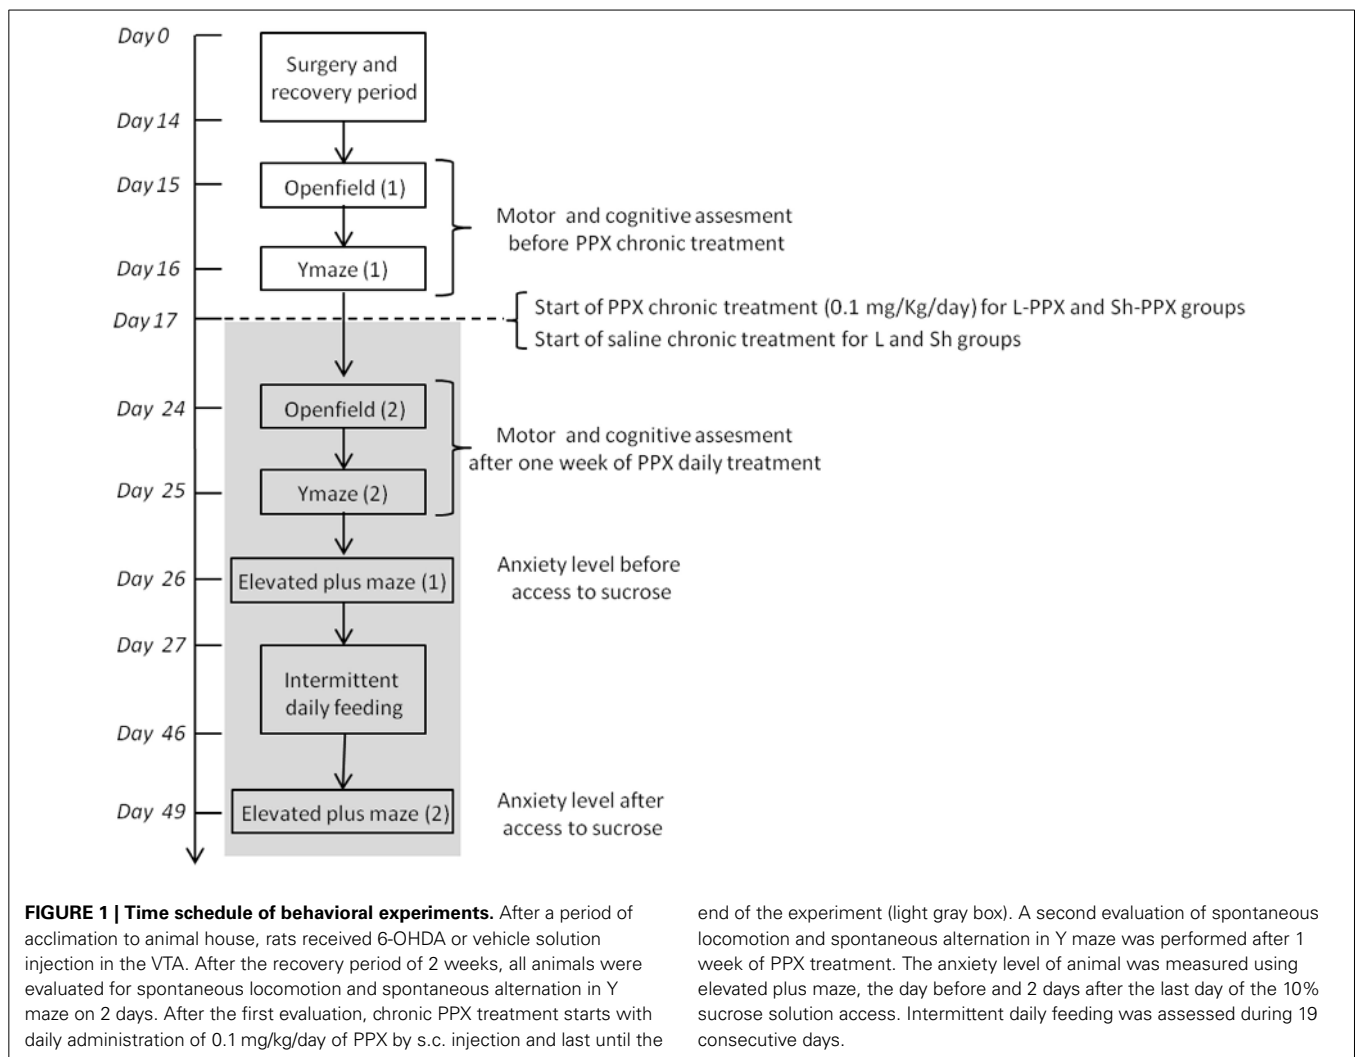 Day 0
Surgery and
recovery period
Day 14
Day 15
Openfield (1)
Motor and cognitive assesment
before PPX chronic treatment
Day 16
Ymaze (1)
Day 17
Start of PPX chronic treatment (0.1 mg/Kg/day) for L-PPX and Sh-PPX groups
Start of saline chronic treatment for L and Sh groups
Day 24
Openfield (2)
Motor and cognitive assesment
after one week of PPX daily treatment
Day 25
Ymaze (2)
Day 26
Elevated plus maze (1)
Anxiety level before
access to sucrose
Day 27
Intermittent
daily feeding
Day 46
Day 49
Elevated plus maze (2)
Anxiety level after
access to sucrose
FIGURE 1 | Time schedule of behavioral experiments. After a period of
acclimation to animal house, rats received 6-OHDA or vehicle solution
injection in the VTA. After the recovery period of 2 weeks, all animals were
evaluated for spontaneous locomotion and spontaneous alternation in Y
maze on 2 days. After the first evaluation, chronic PPX treatment starts with
daily administration of 0.1 mg/kg/day of PPX by s.c. injection and last until the
end of the experiment (light gray box). A second evaluation of spontaneous
locomotion and spontaneous alternation in Y maze was performed after 1
week of PPX treatment. The anxiety level of animal was measured using
elevated plus maze, the day before and 2 days after the last day of the 10%
sucrose solution access. Intermittent daily feeding was assessed during 19
consecutive days.